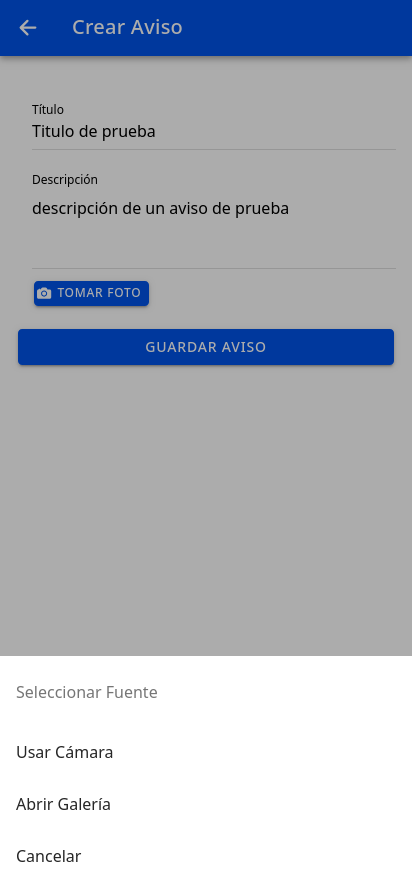 Crear Aviso
Título
Titulo de prueba
Descripción
descripción de un aviso de prueba
TOMAR FOTO
GUARDAR AVISO
Seleccionar Fuente
Usar Cámara
Abrir Galería
Cancelar